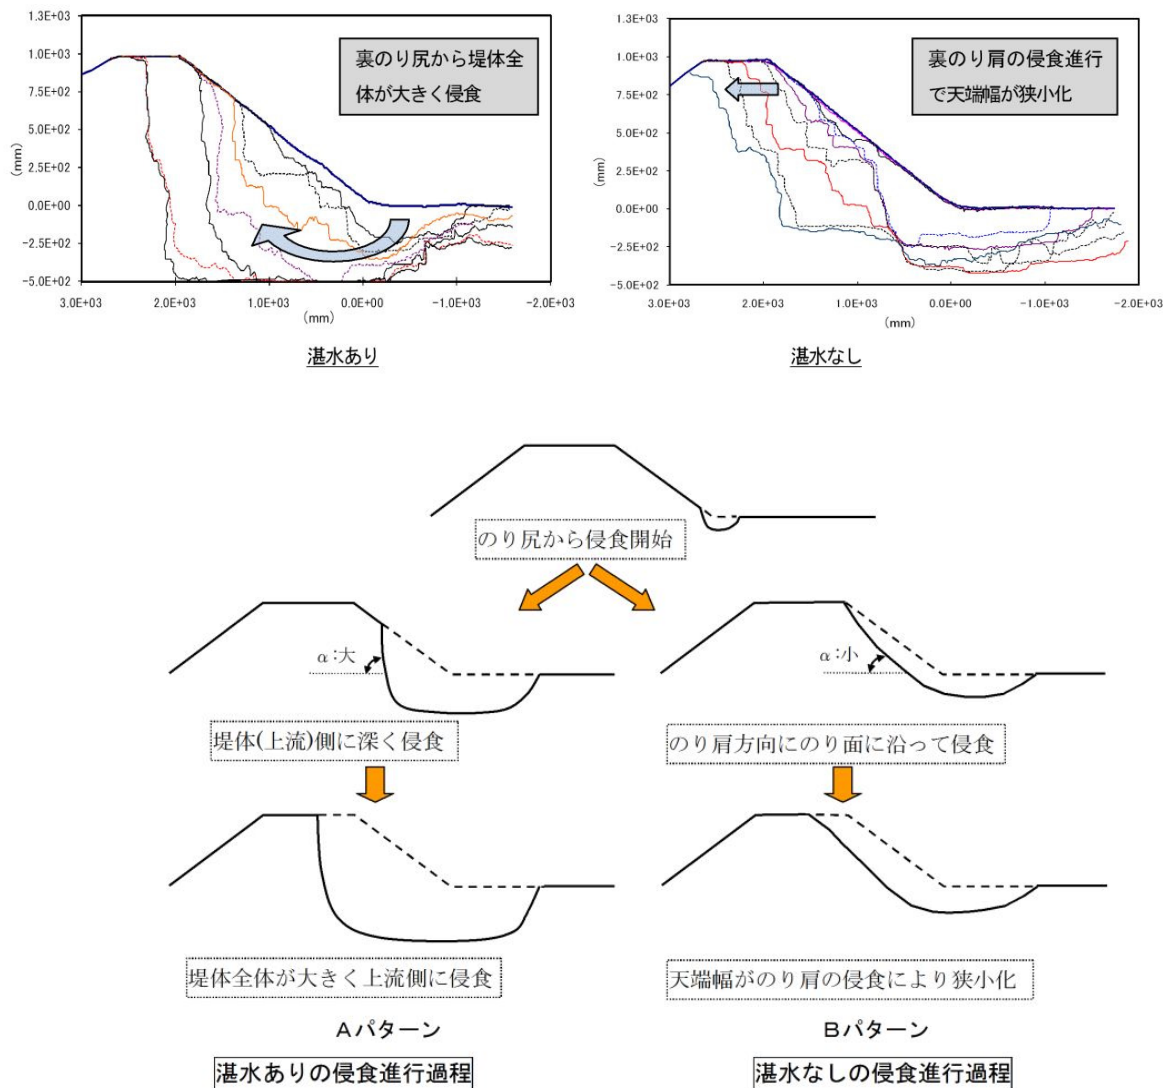 1.3E+03
1.0E+03
7.5E+02
5.0E+02
2.5E+02
0.0E+00
-2.5E+02
-5.0E+02
(mm)
3.0E+03 2.0E+03 1.0E+03 0.0E+00 -1.0E+03 -2.0E+03
(mm)
裏のり尻から堤体全
体が大きく侵食
湛水あり
1.3E+03
1.0E+03
7.5E+02
5.0E+02
2.5E+02
0.0E+00
-2.5E+02
-5.0E+02
(mm)
3.0E+03 2.0E+03 1.0E+03 0.0E+00 -1.0E+03 -2.0E+03
(mm)
裏のり肩の侵食進行
で天端幅が狭小化
湛水なし
のり尻から侵食開始
α:大
堤体(上流)側に深く侵食
α:小
のり肩方向にのり面に沿って侵食
堤体全体が大きく上流側に侵食
天端幅がのり肩の侵食により狭小化
Aパターン
湛水ありの侵食進行過程
Bパターン
湛水なしの侵食進行過程